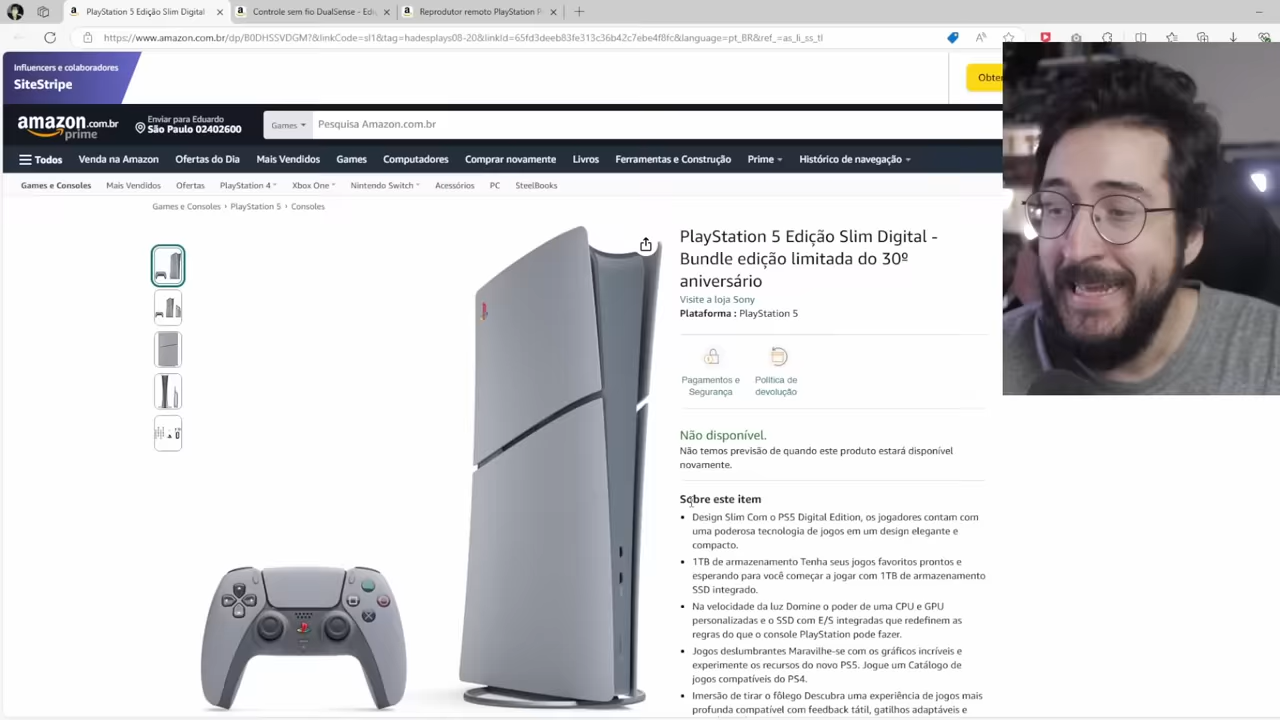 PlayStation 5 Edição Slim Digital
Controle sem fio DualSense - Ed
Reprodutor remoto PlayStation P
https://www.amazon.com.br/dp/B0DHSSVDGM?&linkCode=sl1&tag=hadesplays08-20&linkId=65fd3deeb83fe313c36b42c7ebe4f8fc&language=pt_BR&ref_=as_li_ss_tl
Influencers e colaboradores
SiteStripe
Obte
amazon.com.br
prime
Enviar para Eduardo
São Paulo 02402600
Games
Pesquisa Amazon.com.br
Todos
Venda na Amazon
Ofertas do Dia
Mais Vendidos
Games
Computadores
Comprar novamente
Livros
Ferramentas e Construção
Prime
Histórico de navegação
Games e Consoles
Mais Vendidos
Ofertas
PlayStation 4
Xbox One
Nintendo Switch
Acessórios
PC
SteelBooks
Games e Consoles › PlayStation 5 › Consoles
PlayStation 5 Edição Slim Digital -
Bundle edição limitada do 30º
aniversário
Visite a loja Sony
Plataforma : PlayStation 5
Pagamentos e
Segurança
Política de
devolução
Não disponível.
Não temos previsão de quando este produto estará disponível
novamente.
Sobre este item
• Design Slim Com o PS5 Digital Edition, os jogadores contam com
uma poderosa tecnologia de jogos em um design elegante e
compacto.
• 1TB de armazenamento Tenha seus jogos favoritos prontos e
esperando para você começar a jogar com 1TB de armazenamento
SSD integrado.
• Na velocidade da luz Domine o poder de uma CPU e GPU
personalizadas e o SSD com E/S integradas que redefinem as
regras do que o console PlayStation pode fazer.
• Jogos deslumbrantes Maravilhe-se com os gráficos incríveis e
experimente os recursos do novo PS5. Jogue um Catálogo de
jogos compatíveis do PS4.
• Imersão de tirar o fôlego Descubra uma experiência de jogos mais
profunda compatível com feedback tátil, gatilhos adaptáveis e